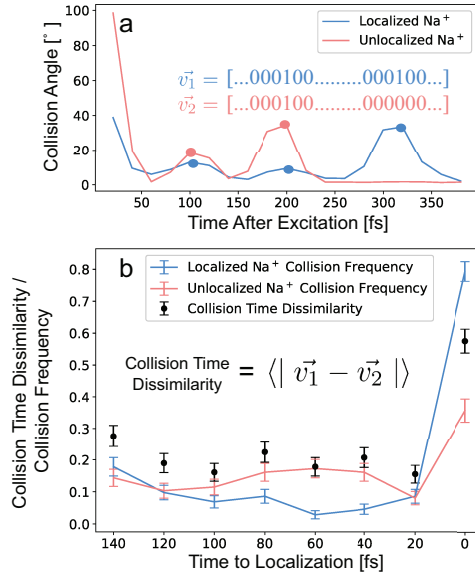 a
Localized Na⁺
Unlocalized Na⁺
v⃗₁ = [...000100........000100...]
v⃗₂ = [...000100.........000000...]
Collision Angle [°]
100
80
60
40
20
0
50 100 150 200 250 300 350
Time After Excitation [fs]
b
Localized Na⁺ Collision Frequency
Unlocalized Na⁺ Collision Frequency
Collision Time Dissimilarity
Collision Time
Dissimilarity = ⟨| v⃗₁ − v⃗₂ |⟩
Collision Time Dissimilarity /
Collision Frequency
0.8
0.7
0.6
0.5
0.4
0.3
0.2
0.1
0.0
140 120 100 80 60 40 20 0
Time to Localization [fs]